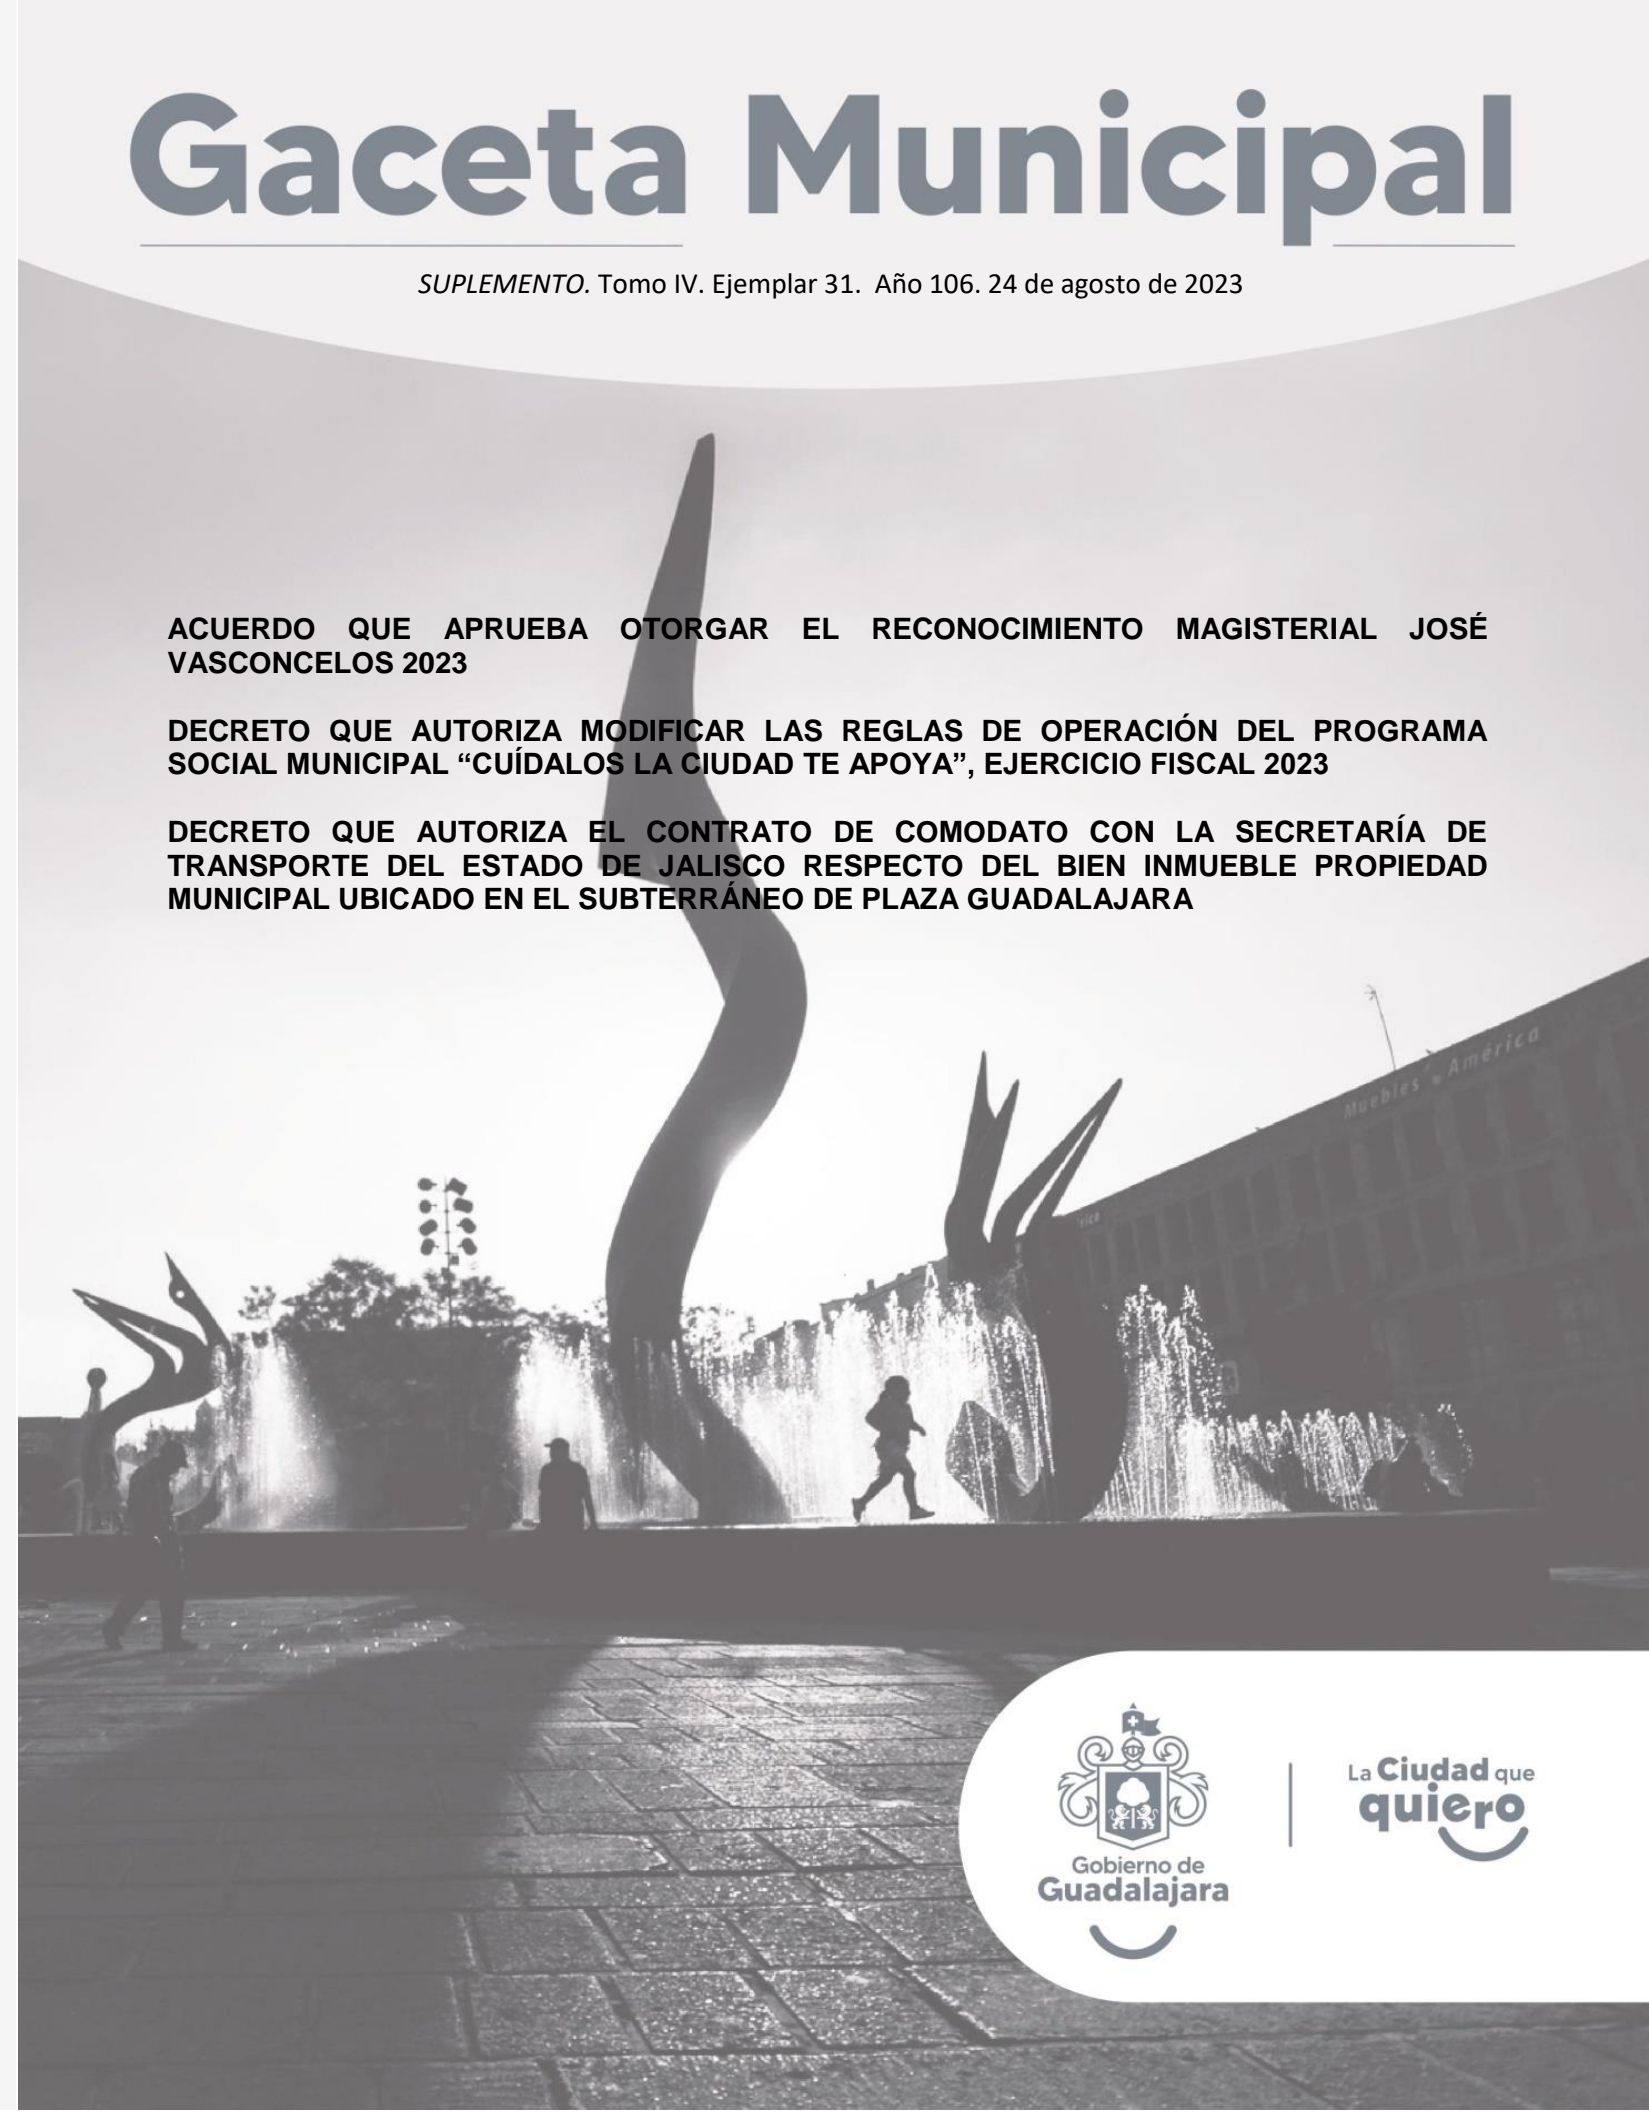 Gaceta Municipal
SUPLEMENTO. Tomo IV. Ejemplar 31. Año 106. 24 de agosto de 2023
ACUERDO QUE APRUEBA OTORGAR EL RECONOCIMIENTO MAGISTERIAL JOSÉ
VASCONCELOS 2023
DECRETO QUE AUTORIZA MODIFICAR LAS REGLAS DE OPERACIÓN DEL PROGRAMA
SOCIAL MUNICIPAL “CUÍDALOS LA CIUDAD TE APOYA”, EJERCICIO FISCAL 2023
DECRETO QUE AUTORIZA EL CONTRATO DE COMODATO CON LA SECRETARÍA DE
TRANSPORTE DEL ESTADO DE JALISCO RESPECTO DEL BIEN INMUEBLE PROPIEDAD
MUNICIPAL UBICADO EN EL SUBTERRÁNEO DE PLAZA GUADALAJARA
Muebles América
La Ciudad que
quiero
Gobierno de
Guadalajara